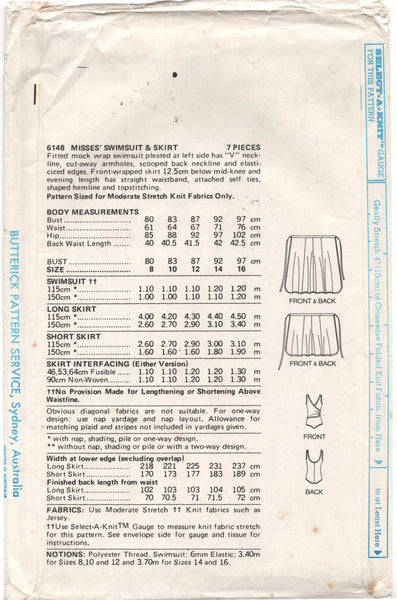 6148 MISSES' SWIMSUIT & SKIRT 7 PIECES
Fitted mock wrap swimsuit pleated at left side has "V" neck-
line, cut-away armholes, scooped back neckline and elasti-
cized edges. Front-wrapped skirt 12.5cm below mid-knee and
evening length has straight waistband, attached self ties,
shaped hemline and topstitching.
Pattern Sized for Moderate Stretch Knit Fabrics Only.
BODY MEASUREMENTS
Bust 80 83 87 92 97 cm
Waist 61 64 67 71 76 cm
Hip 85 88 92 97 102 cm
Back Waist Length 40 40.5 41.5 42 42.5 cm
BUST 80 83 87 92 97 cm
SIZE 8 10 12 14 16
SWIMSUIT ††
115cm * 1.10 1.10 1.10 1.20 1.20 m
150cm * 1.00 1.00 1.10 1.10 1.20 m
LONG SKIRT
115cm * 4.00 4.20 4.30 4.40 4.50 m
150cm * 2.60 2.70 2.90 3.10 3.40 m
SHORT SKIRT
115cm * 2.60 2.70 2.90 3.00 3.10 m
150cm * 1.60 1.60 1.60 1.80 1.90 m
SKIRT INTERFACING (Either Version)
46,53,64cm Fusible 1.10 1.10 1.20 1.20 1.30 m
90cm Non-Woven 1.10 1.10 1.20 1.20 1.30 m
††No Provision Made for Lengthening or Shortening Above
Waistline.
Obvious diagonal fabrics are not suitable. For one-way
design: use nap yardage and nap layout. Allowance for
matching plaid and stripes not included in yardages given.
* with nap, shading, pile or one-way design.
** without nap, shading, pile or with a two-way design.
Width at lower edge (excluding overlap)
Long Skirt 218 221 225 231 237 cm
Short Skirt 170 173 177 183 189 cm
Finished back length from waist
Long Skirt 102 103 103 104 105 cm
Short Skirt 70 70.5 71 71.5 72 cm
FABRICS: Use Moderate Stretch †† Knit fabrics such as
Jersey.
††Use Select-A-Knit™ Gauge to measure knit fabric stretch
for this pattern. See envelope side for gauge and tissue for
instructions.
NOTIONS: Polyester Thread. Swimsuit: 6mm Elastic; 3.40m
for Sizes 8,10 and 12 and 3.70m for Sizes 14 and 16.
BUTTERICK PATTERN SERVICE, Sydney, Australia
FRONT & BACK
FRONT & BACK
FRONT
BACK
SELECT-A-KNIT™ GAUGE
FOR THIS PATTERN
Gently Stretch 4" (10cm) of Crosswise Folded Knit Fabric from Here
to at Least Here